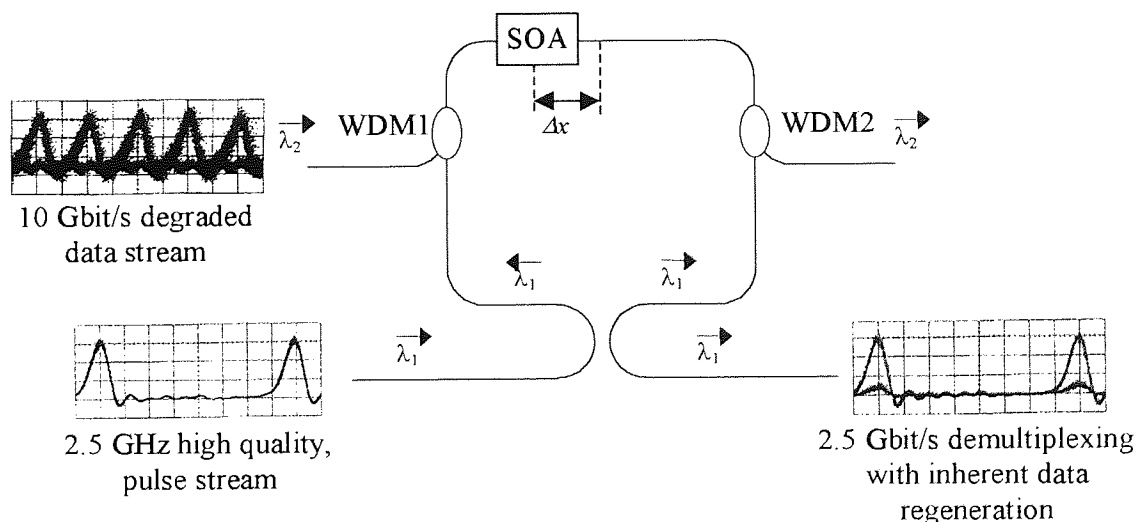 SOA
Δx
WDM1
WDM2
λ₂
λ₂
10 Gbit/s degraded
data stream
λ₁
λ₁
λ₁
λ₁
2.5 GHz high quality,
pulse stream
2.5 Gbit/s demultiplexing
with inherent data
regeneration